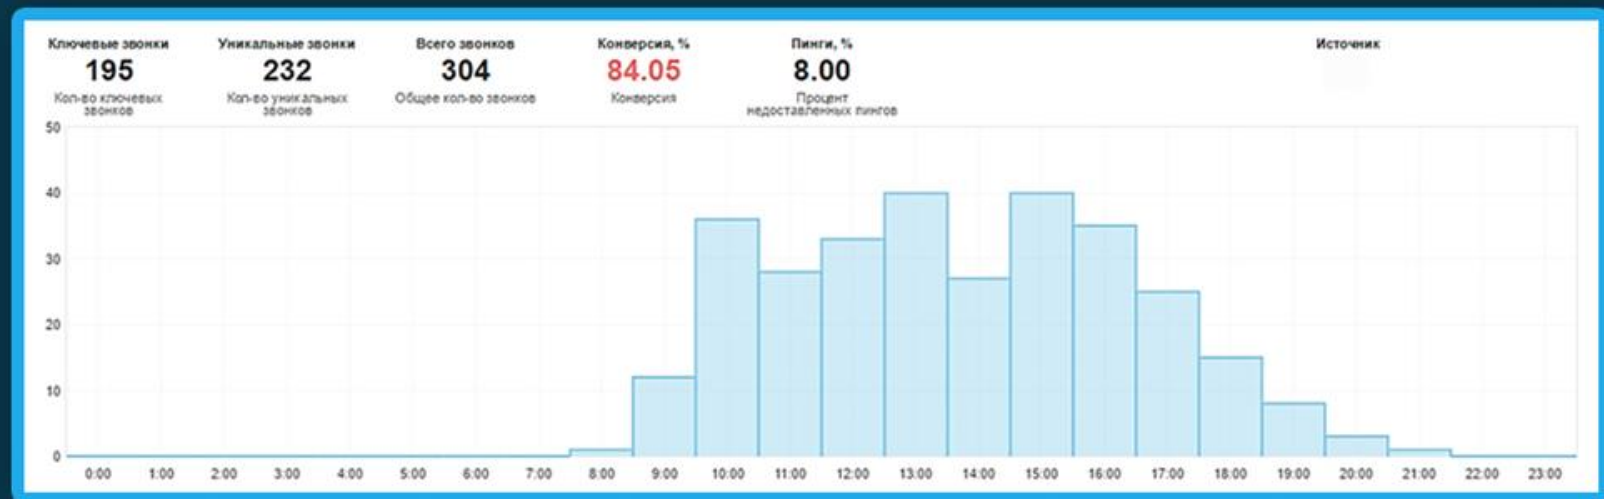 Ключевые звонки
195
Кол-во ключевых
звонков
Уникальные звонки
232
Кол-во уникальных
звонков
Всего звонков
304
Общее кол-во звонков
Конверсия, %
84.05
Конверсия
Пинги, %
8.00
Процент
недоставленных пингов
Источник
50
40
30
20
10
0
0:00 1:00 2:00 3:00 4:00 5:00 6:00 7:00 8:00 9:00 10:00 11:00 12:00 13:00 14:00 15:00 16:00 17:00 18:00 19:00 20:00 21:00 22:00 23:00